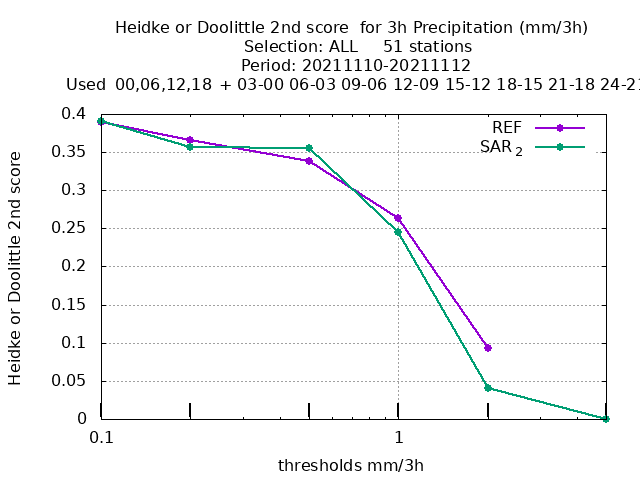 Heidke or Doolittle 2nd score  for 3h Precipitation (mm/3h)
Selection: ALL     51 stations
Period: 20211110-20211112
Used  00,06,12,18  + 03-00 06-03 09-06 12-09  15-12  18-15  21-18  24-21
REF
SAR 2
0.4
0.35
0.3
0.25
0.2
0.15
0.1
0.05
0
Heidke or Doolittle 2nd score
0.1
1
thresholds mm/3h